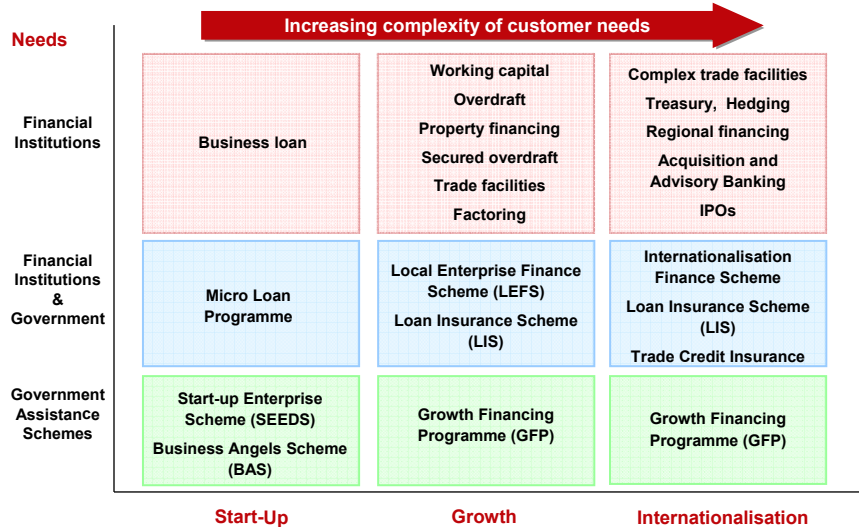 Increasing complexity of customer needs
Needs
Financial
Institutions
Business loan
Working capital
Overdraft
Property financing
Secured overdraft
Trade facilities
Factoring
Complex trade facilities
Treasury, Hedging
Regional financing
Acquisition and
Advisory Banking
IPOs
Financial
Institutions
&
Government
Micro Loan
Programme
Local Enterprise Finance
Scheme (LEFS)
Loan Insurance Scheme
(LIS)
Internationalisation
Finance Scheme
Loan Insurance Scheme
(LIS)
Trade Credit Insurance
Government
Assistance
Schemes
Start-up Enterprise
Scheme (SEEDS)
Business Angels Scheme
(BAS)
Growth Financing
Programme (GFP)
Growth Financing
Programme (GFP)
Start-Up
Growth
Internationalisation